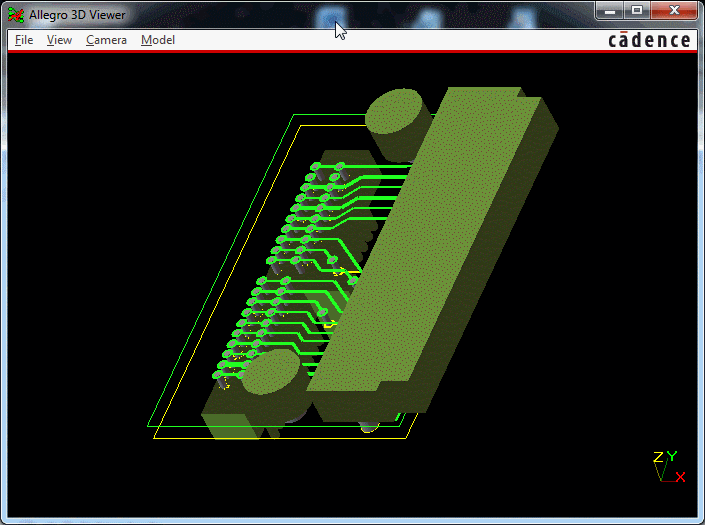 Allegro 3D Viewer
File View Camera Model
cādence
Z Y
X